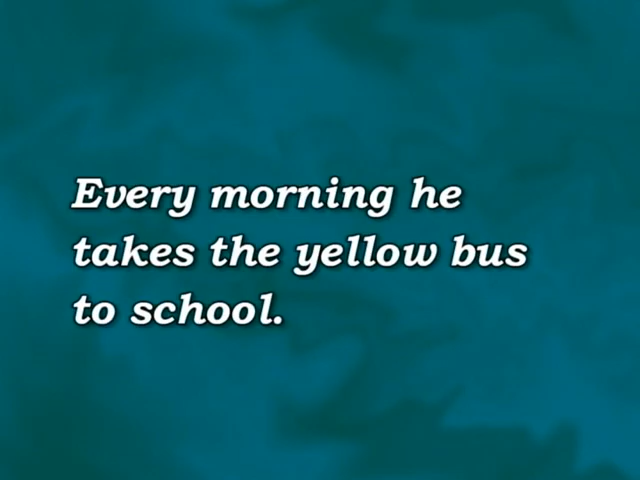 Every morning he
takes the yellow bus
to school.